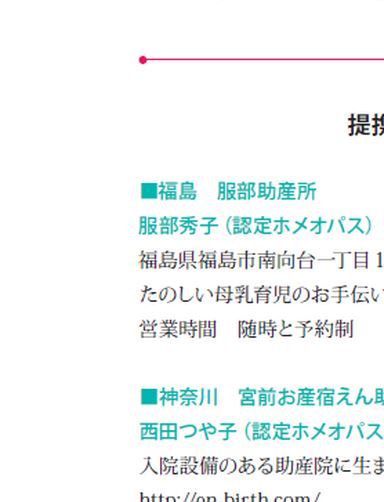 提携
■福島　服部助産所
服部秀子（認定ホメオパス）
福島県福島市南向台一丁目1
たのしい母乳育児のお手伝い
営業時間　随時と予約制
■神奈川　宮前お産宿えん助
西田つや子（認定ホメオパス
入院設備のある助産院に生ま
http://en-birth.com/